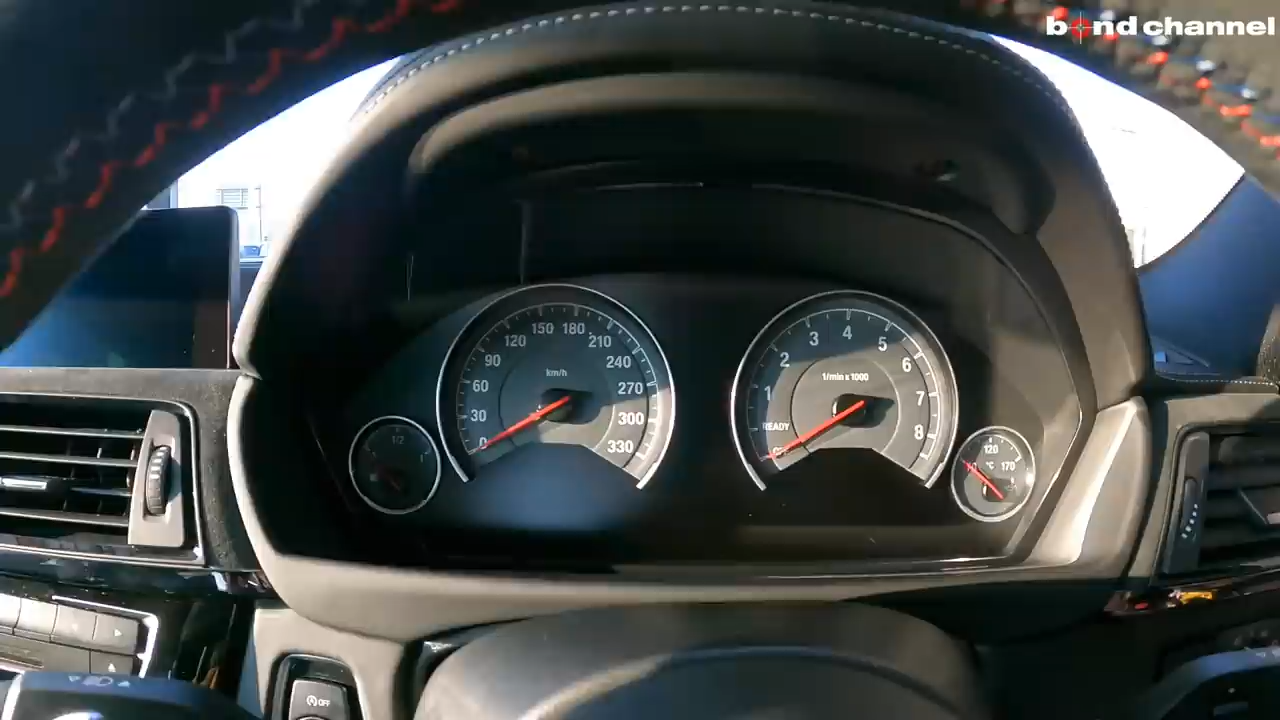 bond channel
0 30 60 90 120 150 180 210 240 270 300 330
km/h
1 2 3 4 5 6 7 8
1/min x 1000
READY
1/2
120
°C
170
OFF